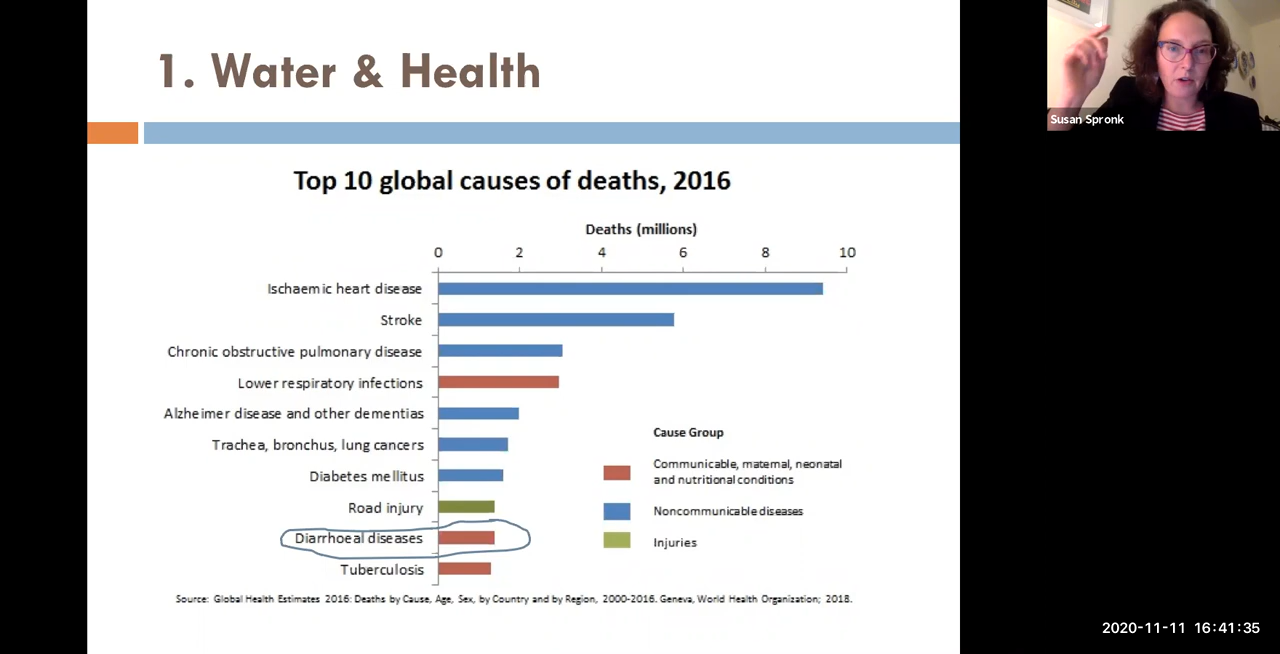 1. Water & Health
Susan Spronk
Top 10 global causes of deaths, 2016
Deaths (millions)
0 2 4 6 8 10
Ischaemic heart disease
Stroke
Chronic obstructive pulmonary disease
Lower respiratory infections
Alzheimer disease and other dementias
Trachea, bronchus, lung cancers
Diabetes mellitus
Road injury
Diarrhoeal diseases
Tuberculosis
Cause Group
Communicable, maternal, neonatal
and nutritional conditions
Noncommunicable diseases
Injuries
Source: Global Health Estimates 2016: Deaths by Cause, Age, Sex, by Country and by Region, 2000-2016. Geneva, World Health Organization; 2018.
2020-11-11 16:41:35